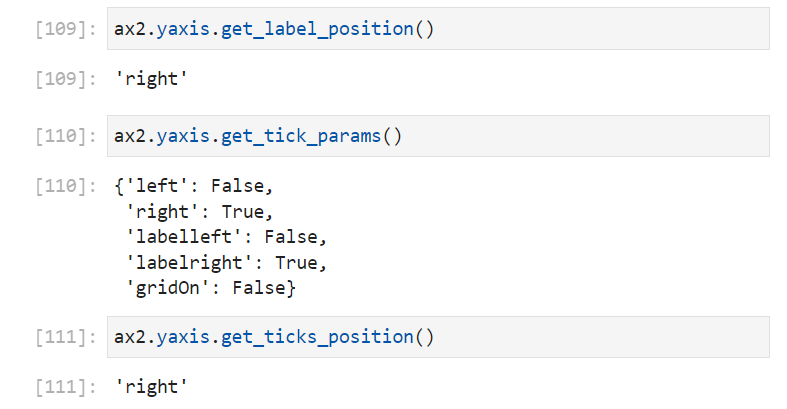 [109]: ax2.yaxis.get_label_position()
[109]: 'right'
[110]: ax2.yaxis.get_tick_params()
[110]: {'left': False,
'right': True,
'labelleft': False,
'labelright': True,
'gridOn': False}
[111]: ax2.yaxis.get_ticks_position()
[111]: 'right'